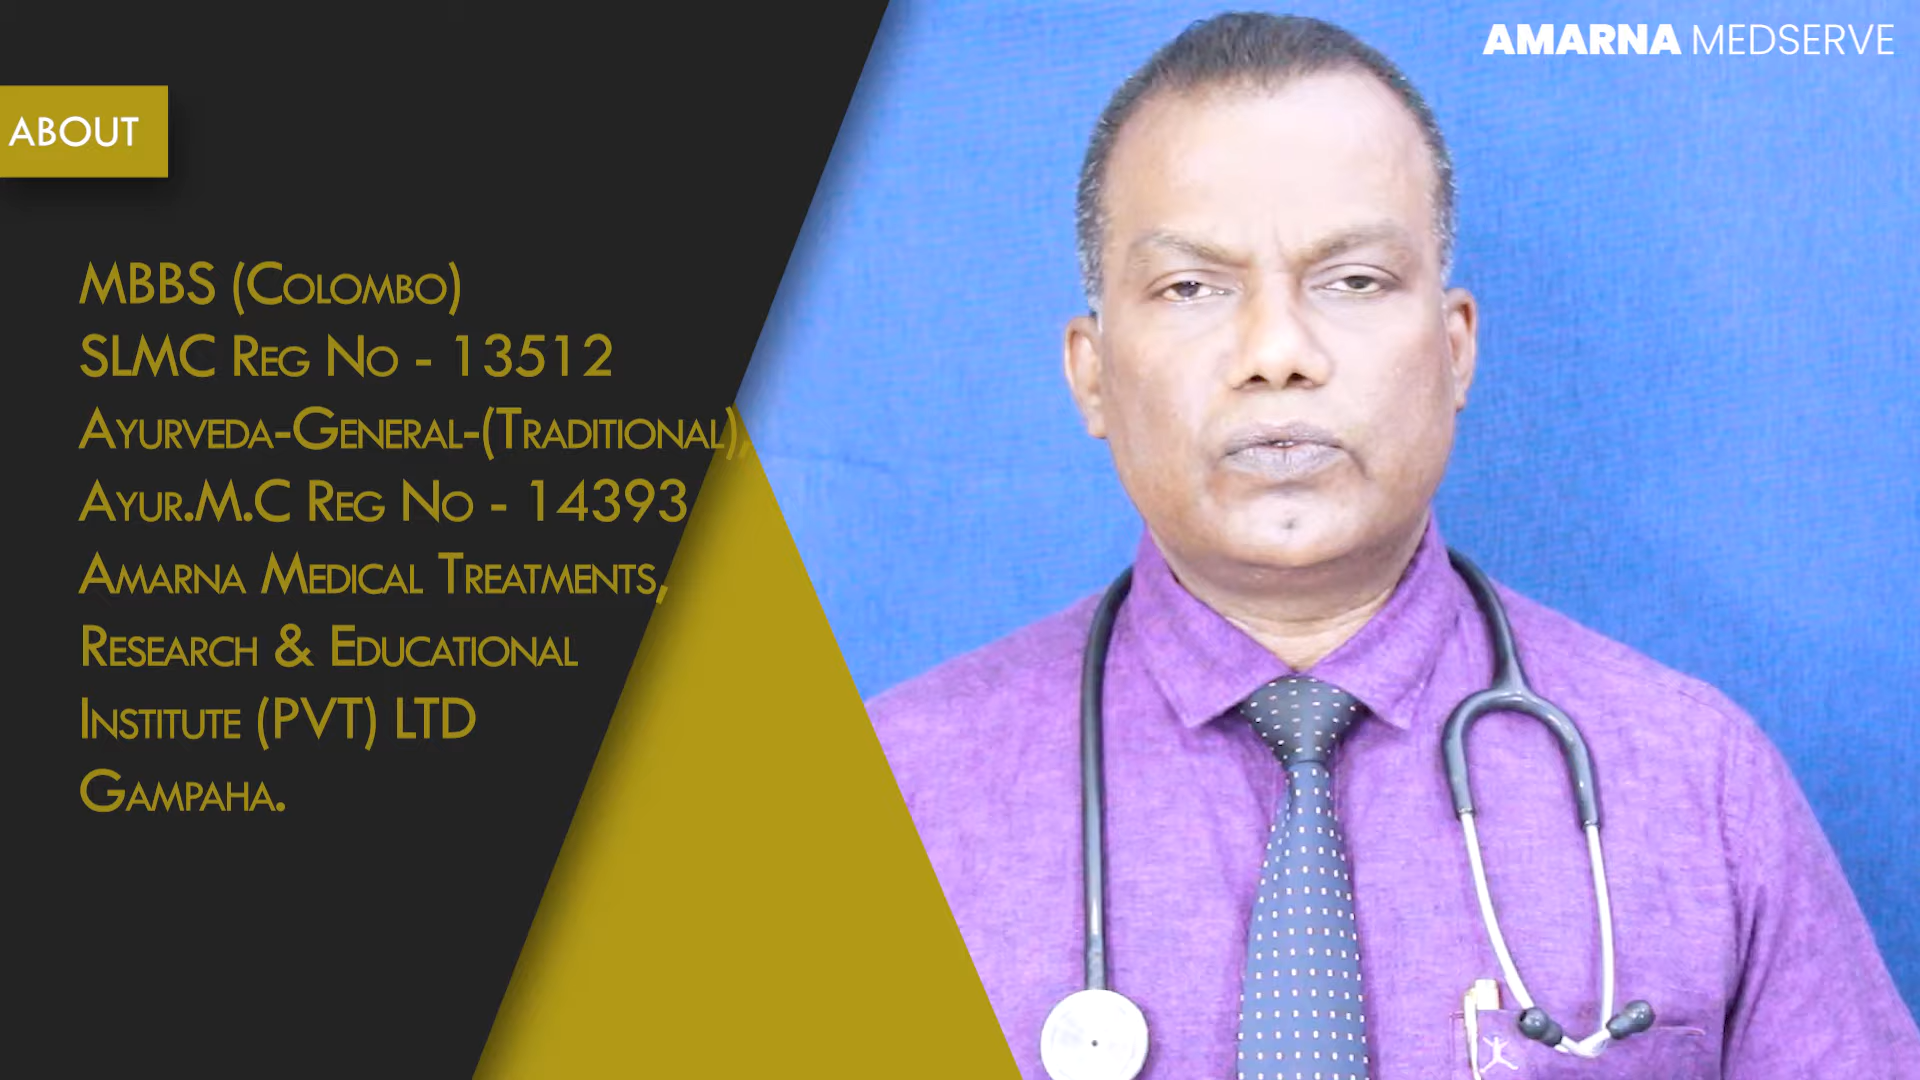 AMARNA MEDSERVE
ABOUT
MBBS (Colombo)
SLMC Reg No - 13512
Ayurveda-General-(Traditional),
Ayur.M.C Reg No - 14393
Amarna Medical Treatments,
Research & Educational
Institute (PVT) LTD
Gampaha.